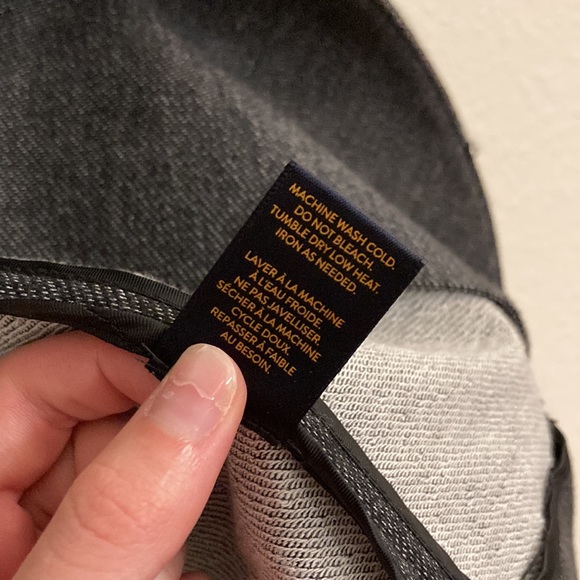 MACHINE WASH COLD.
DO NOT BLEACH.
TUMBLE DRY LOW HEAT.
IRON AS NEEDED.
LAVER À LA MACHINE
À L'EAU FROIDE.
NE PAS JAVELLISER.
SÉCHER À LA MACHINE
CYCLE DOUX.
REPASSER À FAIBLE
AU BESOIN.